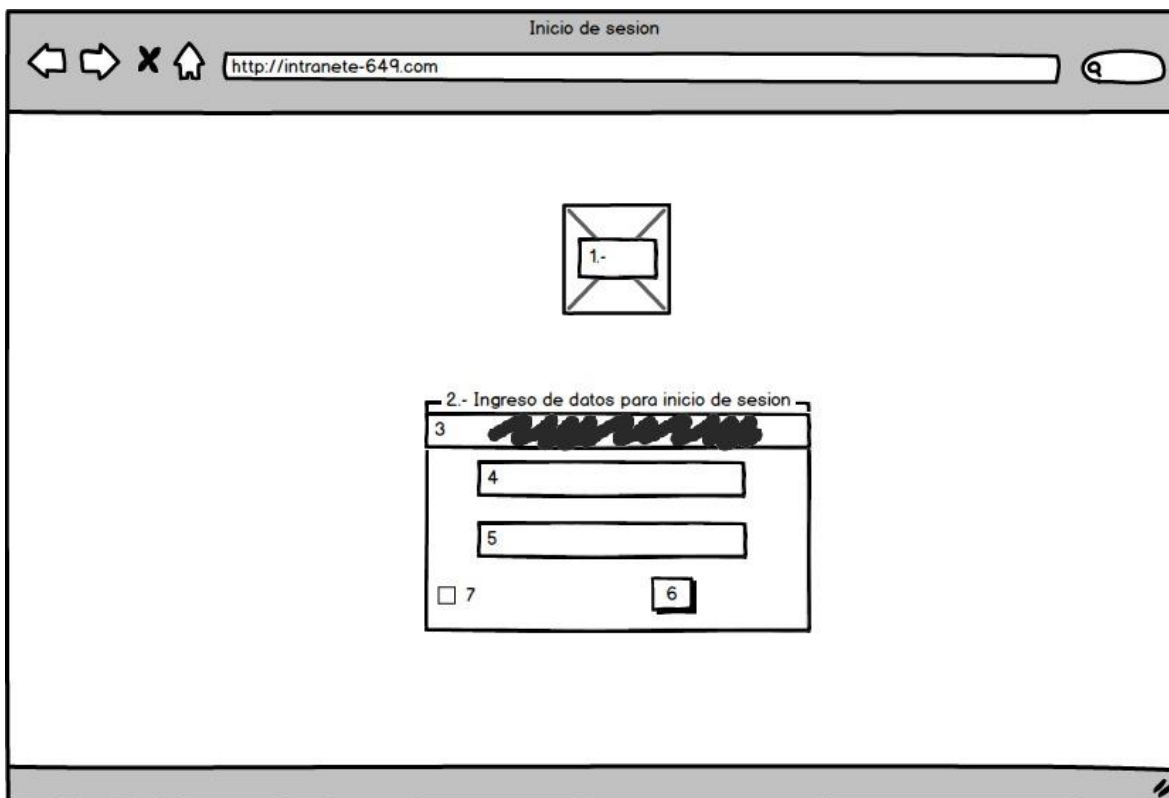 Inicio de sesion
http://intranete-649.com
1.-
2.- Ingreso de datos para inicio de sesion
3
4
5
7
6